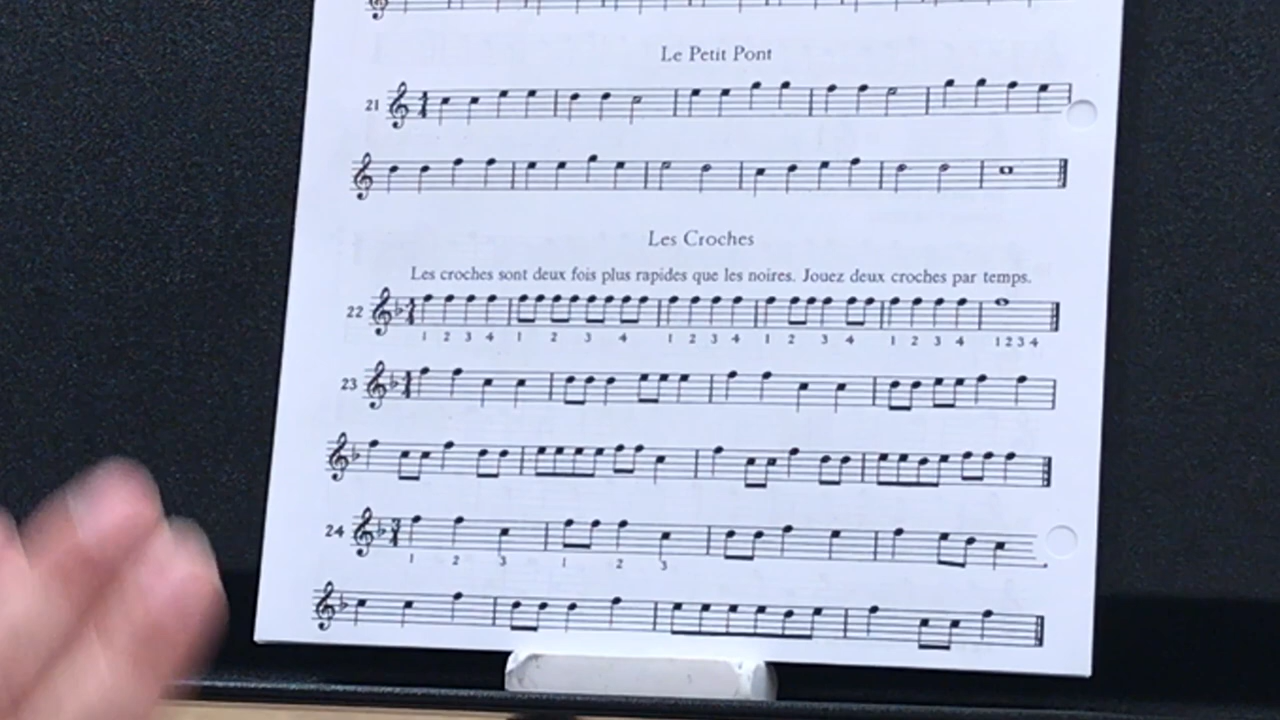 Le Petit Pont
21
Les Croches
Les croches sont deux fois plus rapides que les noires. Jouez deux croches par temps.
22
1 2 3 4 1 2 3 4 1 2 3 4 1 2 3 4 1 2 3 4 1 2 3 4
23
24 3 4
1 2 3 1 2 3